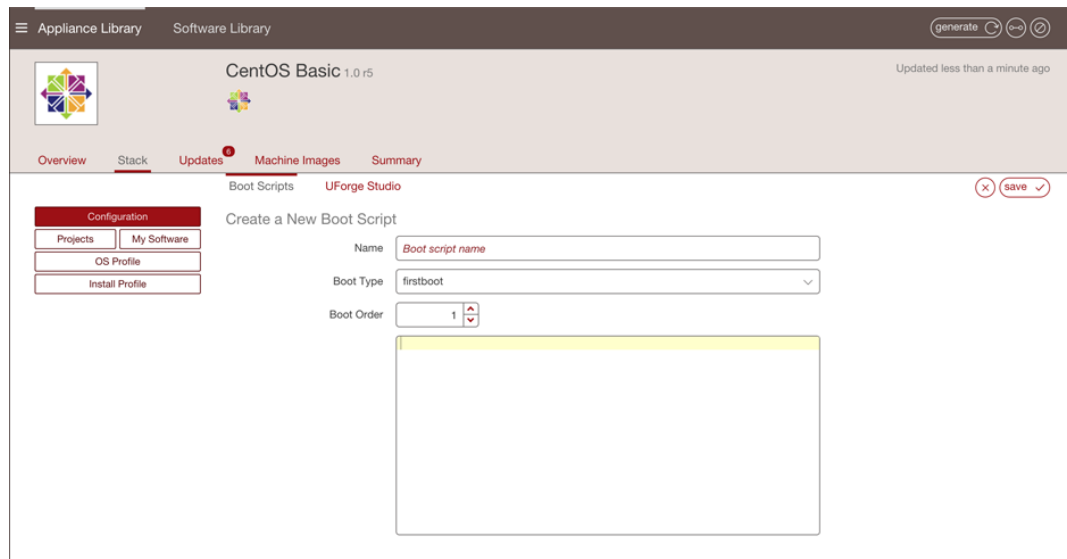 Appliance Library Software Library generate
CentOS Basic 1.0 r5 Updated less than a minute ago
Overview Stack Updates 6 Machine Images Summary
Boot Scripts UForge Studio save
Configuration
Projects My Software
OS Profile
Install Profile
Create a New Boot Script
Name Boot script name
Boot Type firstboot
Boot Order 1